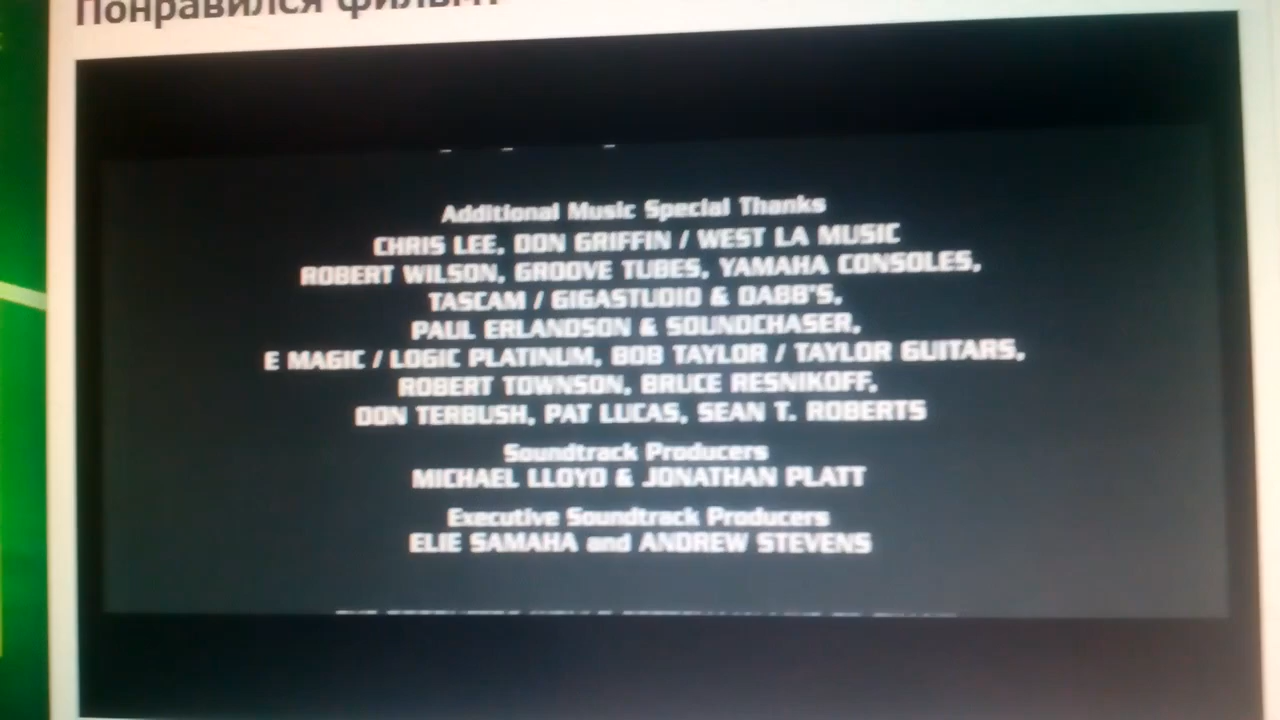 Понравился фильм?
Additional Music Special Thanks
CHRIS LEE, DON GRIFFIN / WEST LA MUSIC
ROBERT WILSON, GROOVE TUBES, YAMAHA CONSOLES,
TASCAM / GIGASTUDIO & DABB'S,
PAUL ERLANDSON & SOUNDCHASER,
E MAGIC / LOGIC PLATINUM, BOB TAYLOR / TAYLOR GUITARS,
ROBERT TOWNSON, BRUCE RESNIKOFF,
DON TERBUSH, PAT LUCAS, SEAN T. ROBERTS
Soundtrack Producers
MICHAEL LLOYD & JONATHAN PLATT
Executive Soundtrack Producers
ELIE SAMAHA and ANDREW STEVENS